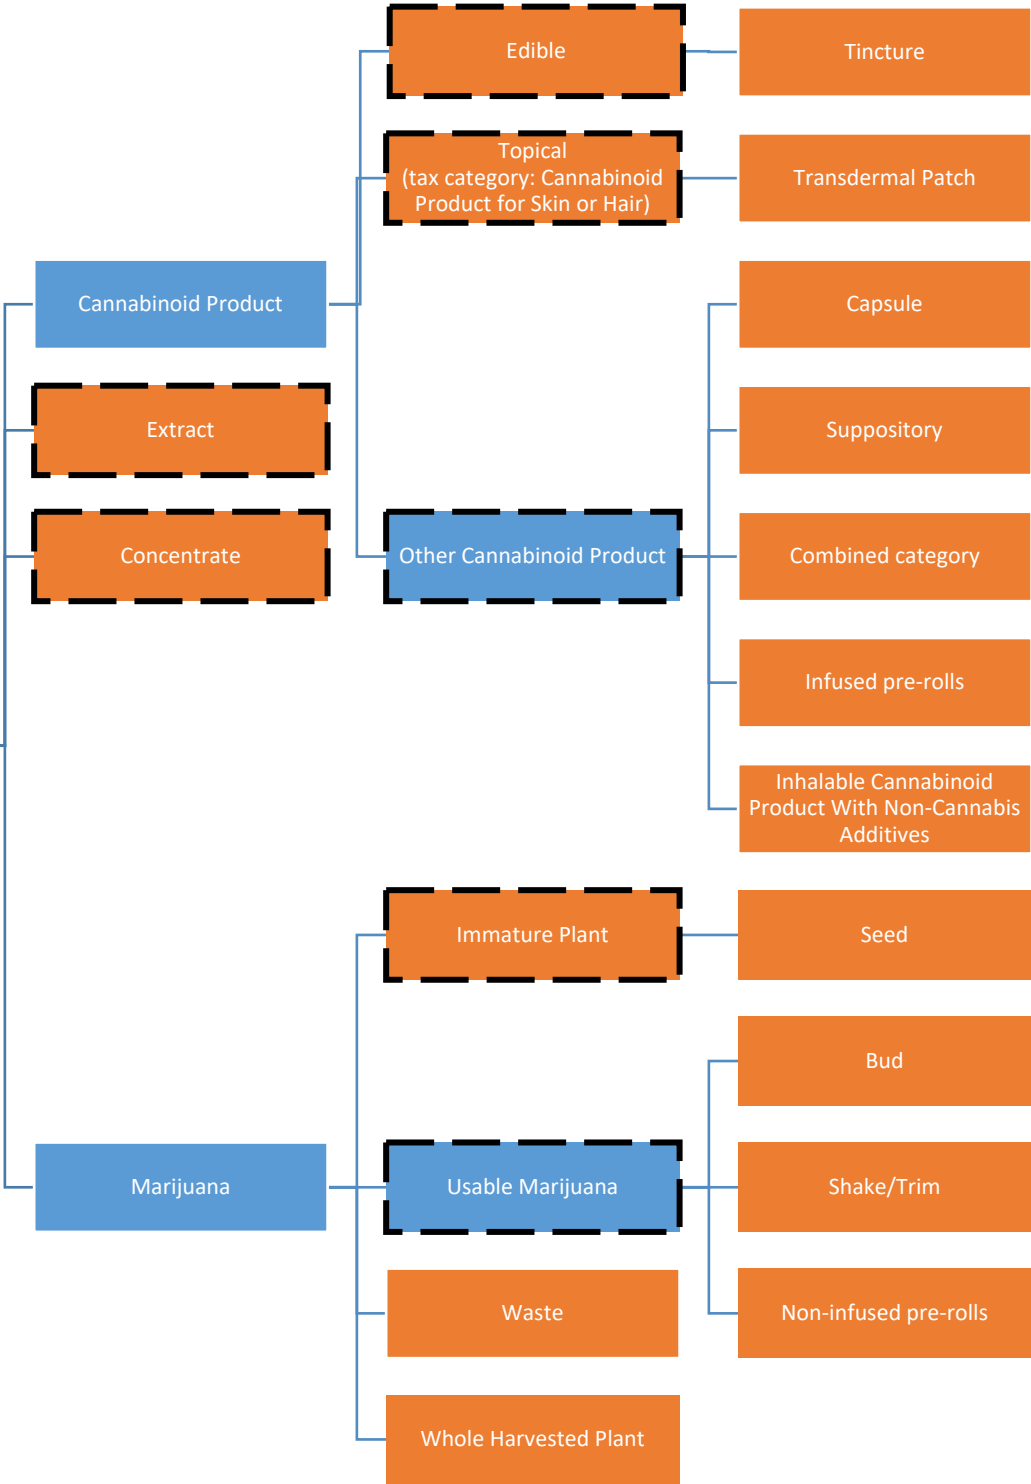 Edible
Tincture
Topical
(tax category: Cannabinoid
Product for Skin or Hair)
Transdermal Patch
Cannabinoid Product
Capsule
Extract
Suppository
Concentrate
Other Cannabinoid Product
Combined category
Infused pre-rolls
Inhalable Cannabinoid
Product With Non-Cannabis
Additives
Immature Plant
Seed
Bud
Marijuana
Usable Marijuana
Shake/Trim
Waste
Non-infused pre-rolls
Whole Harvested Plant